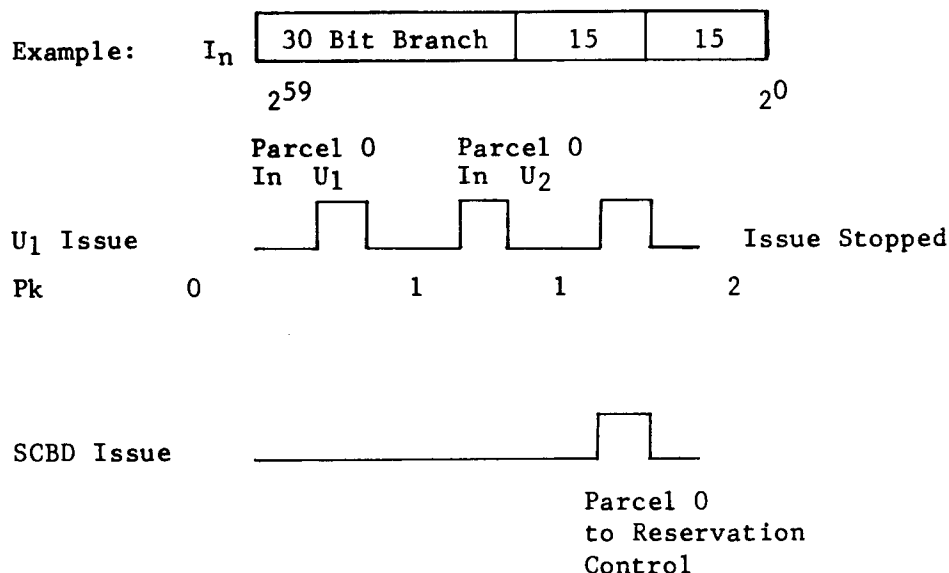 Example: In 30 Bit Branch 15 15
2^59 2^0
Parcel 0 Parcel 0
In U1 In U2
U1 Issue Issue Stopped
Pk 0 1 1 2
SCBD Issue
Parcel 0
to Reservation
Control